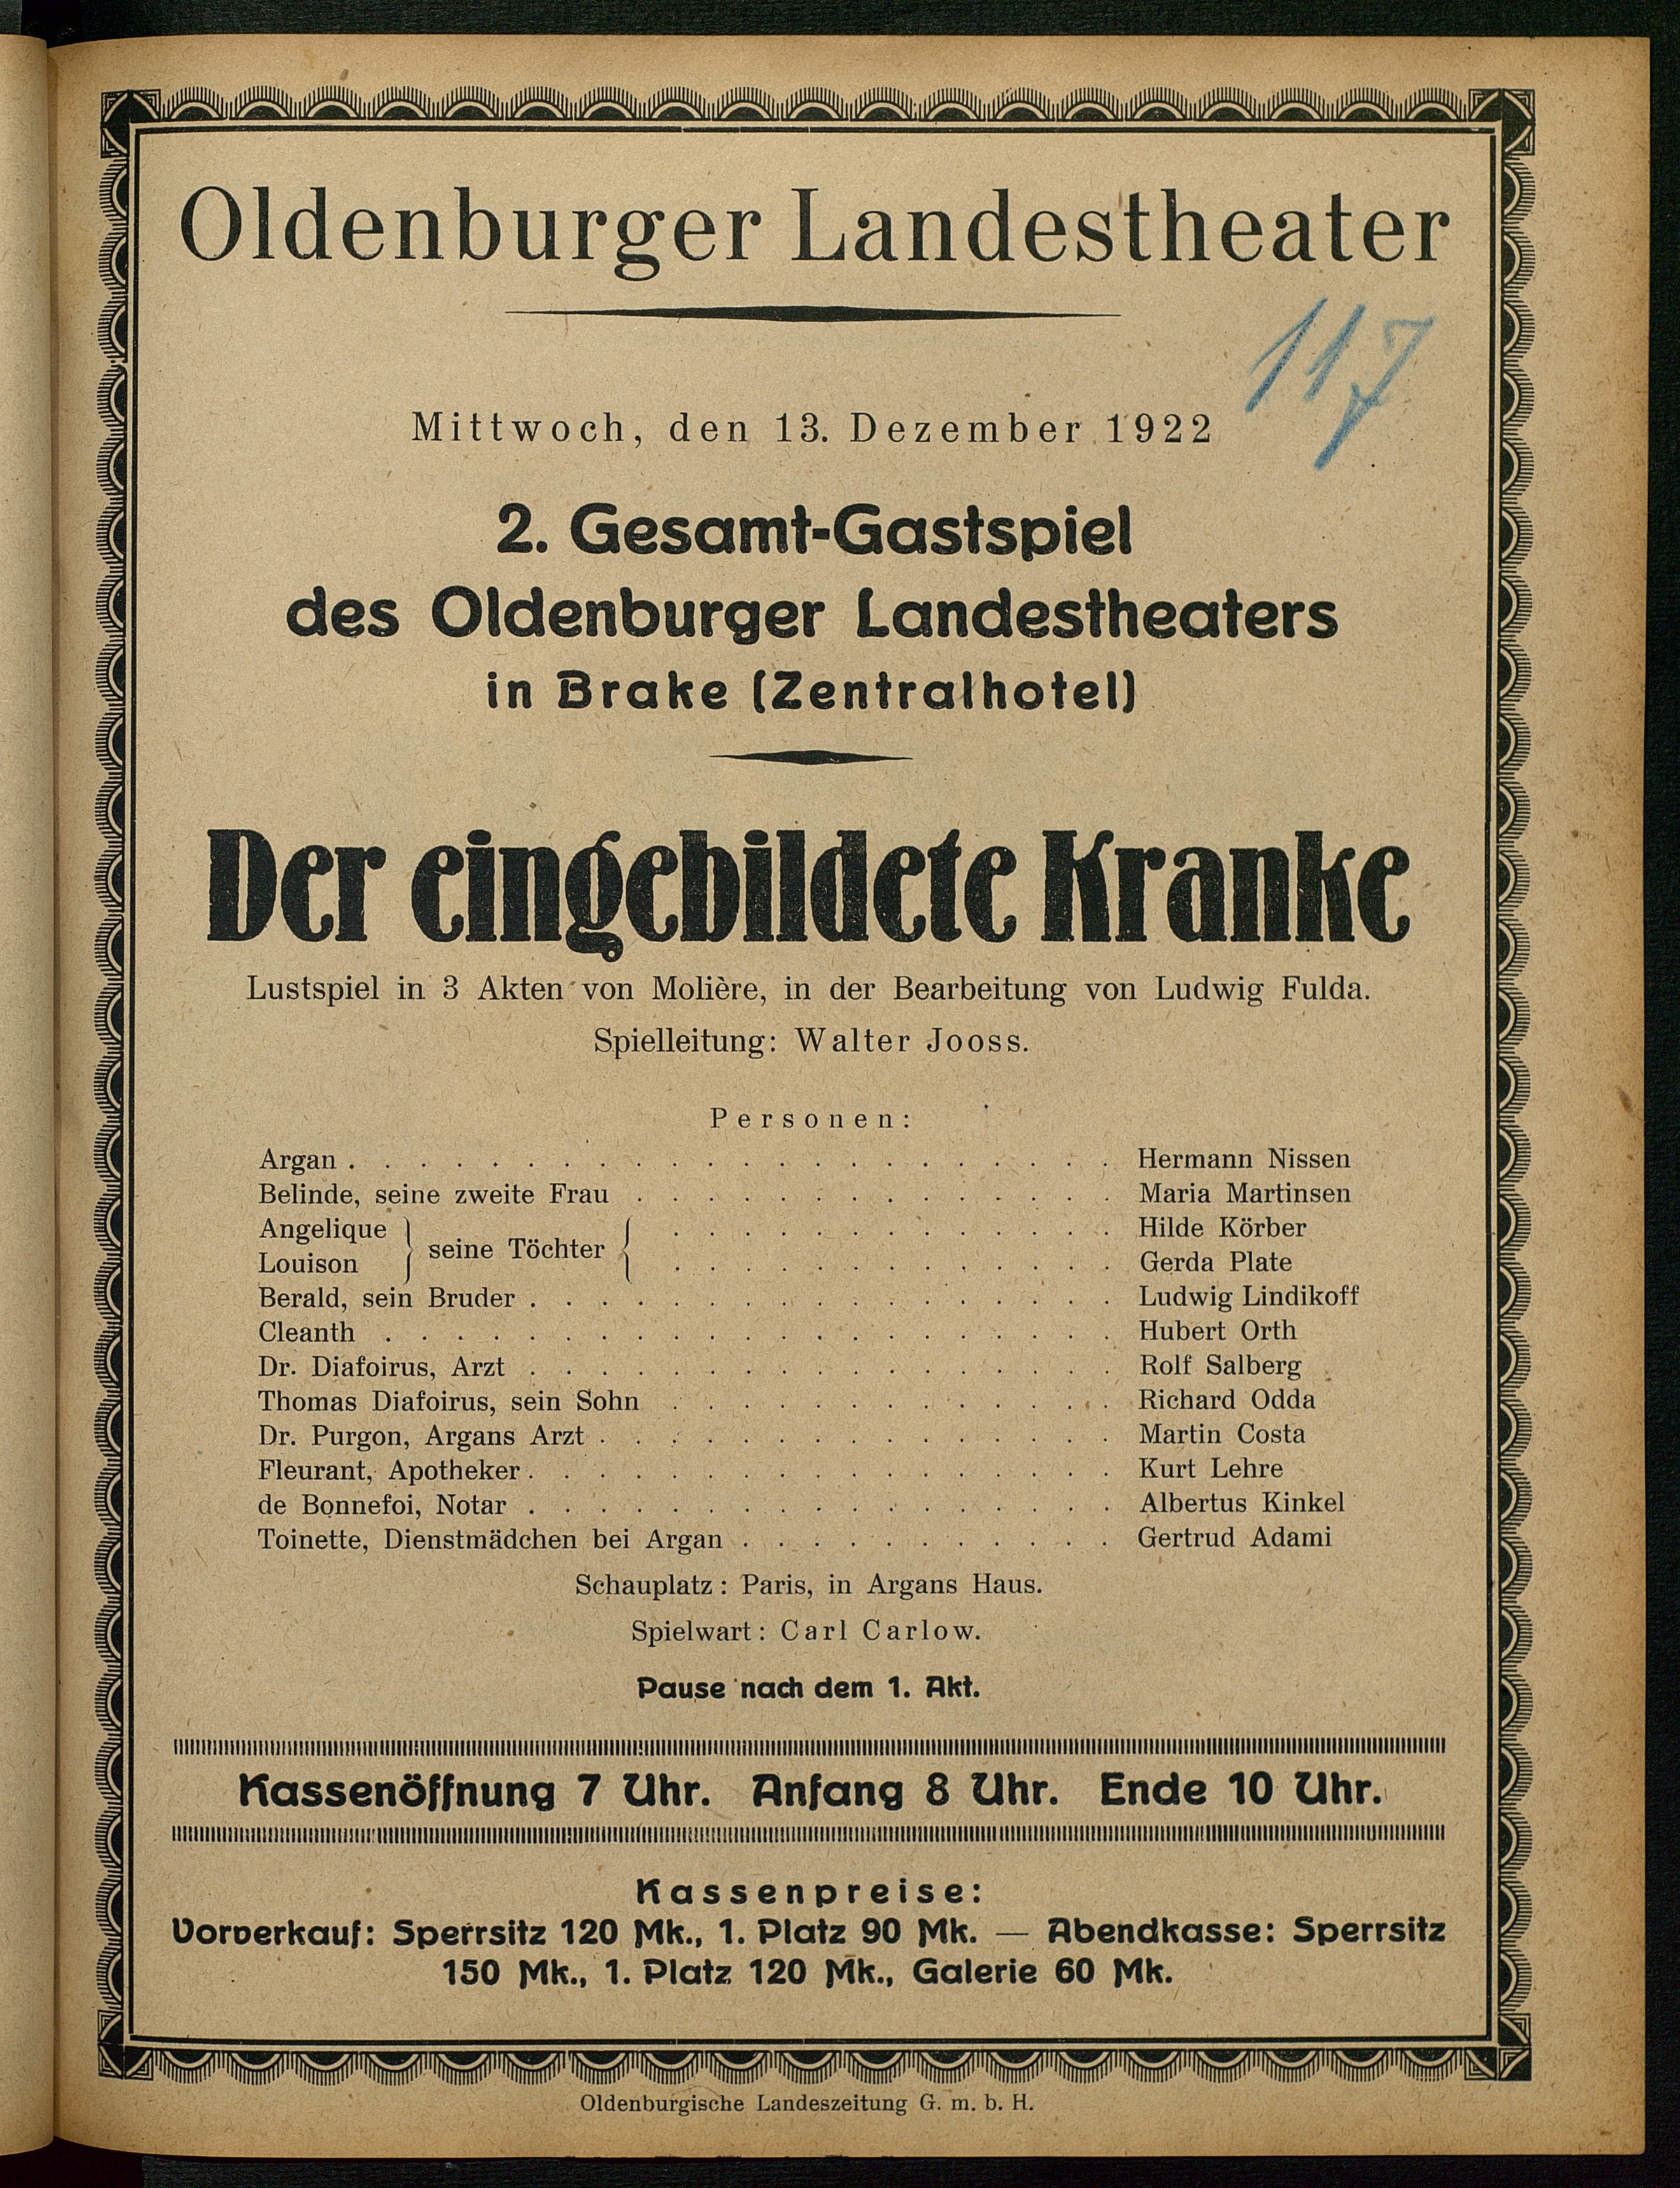 Oldenburger Landestheater
117
Mittwoch, den 13. Dezember 1922
2. Gesamt-Gastspiel
des Oldenburger Landestheaters
in Brake (Zentralhotel)
Der eingebildete Kranke
Lustspiel in 3 Akten von Molière, in der Bearbeitung von Ludwig Fulda.
Spielleitung: Walter Jooss.
Personen:
Argan . . . . . . . . . . . . . . . . . . . . . . Hermann Nissen
Belinde, seine zweite Frau . . . . . . . . . . . . . . Maria Martinsen
Angelique } seine Töchter { . . . . . . . . . . . . . Hilde Körber
Louison } seine Töchter { . . . . . . . . . . . . . Gerda Plate
Berald, sein Bruder . . . . . . . . . . . . . . . . . Ludwig Lindikoff
Cleanth . . . . . . . . . . . . . . . . . . . . . Hubert Orth
Dr. Diafoirus, Arzt . . . . . . . . . . . . . . . . . Rolf Salberg
Thomas Diafoirus, sein Sohn . . . . . . . . . . . . . Richard Odda
Dr. Purgon, Argans Arzt . . . . . . . . . . . . . . . Martin Costa
Fleurant, Apotheker . . . . . . . . . . . . . . . . . Kurt Lehre
de Bonnefoi, Notar . . . . . . . . . . . . . . . . . Albertus Kinkel
Toinette, Dienstmädchen bei Argan . . . . . . . . . . . Gertrud Adami
Schauplatz: Paris, in Argans Haus.
Spielwart: Carl Carlow.
Pause nach dem 1. Akt.
Kassenöffnung 7 Uhr. Anfang 8 Uhr. Ende 10 Uhr.
Kassenpreise:
Vorverkauf: Sperrsitz 120 Mk., 1. Platz 90 Mk. — Abendkasse: Sperrsitz
150 Mk., 1. Platz 120 Mk., Galerie 60 Mk.
Oldenburgische Landeszeitung G. m. b. H.